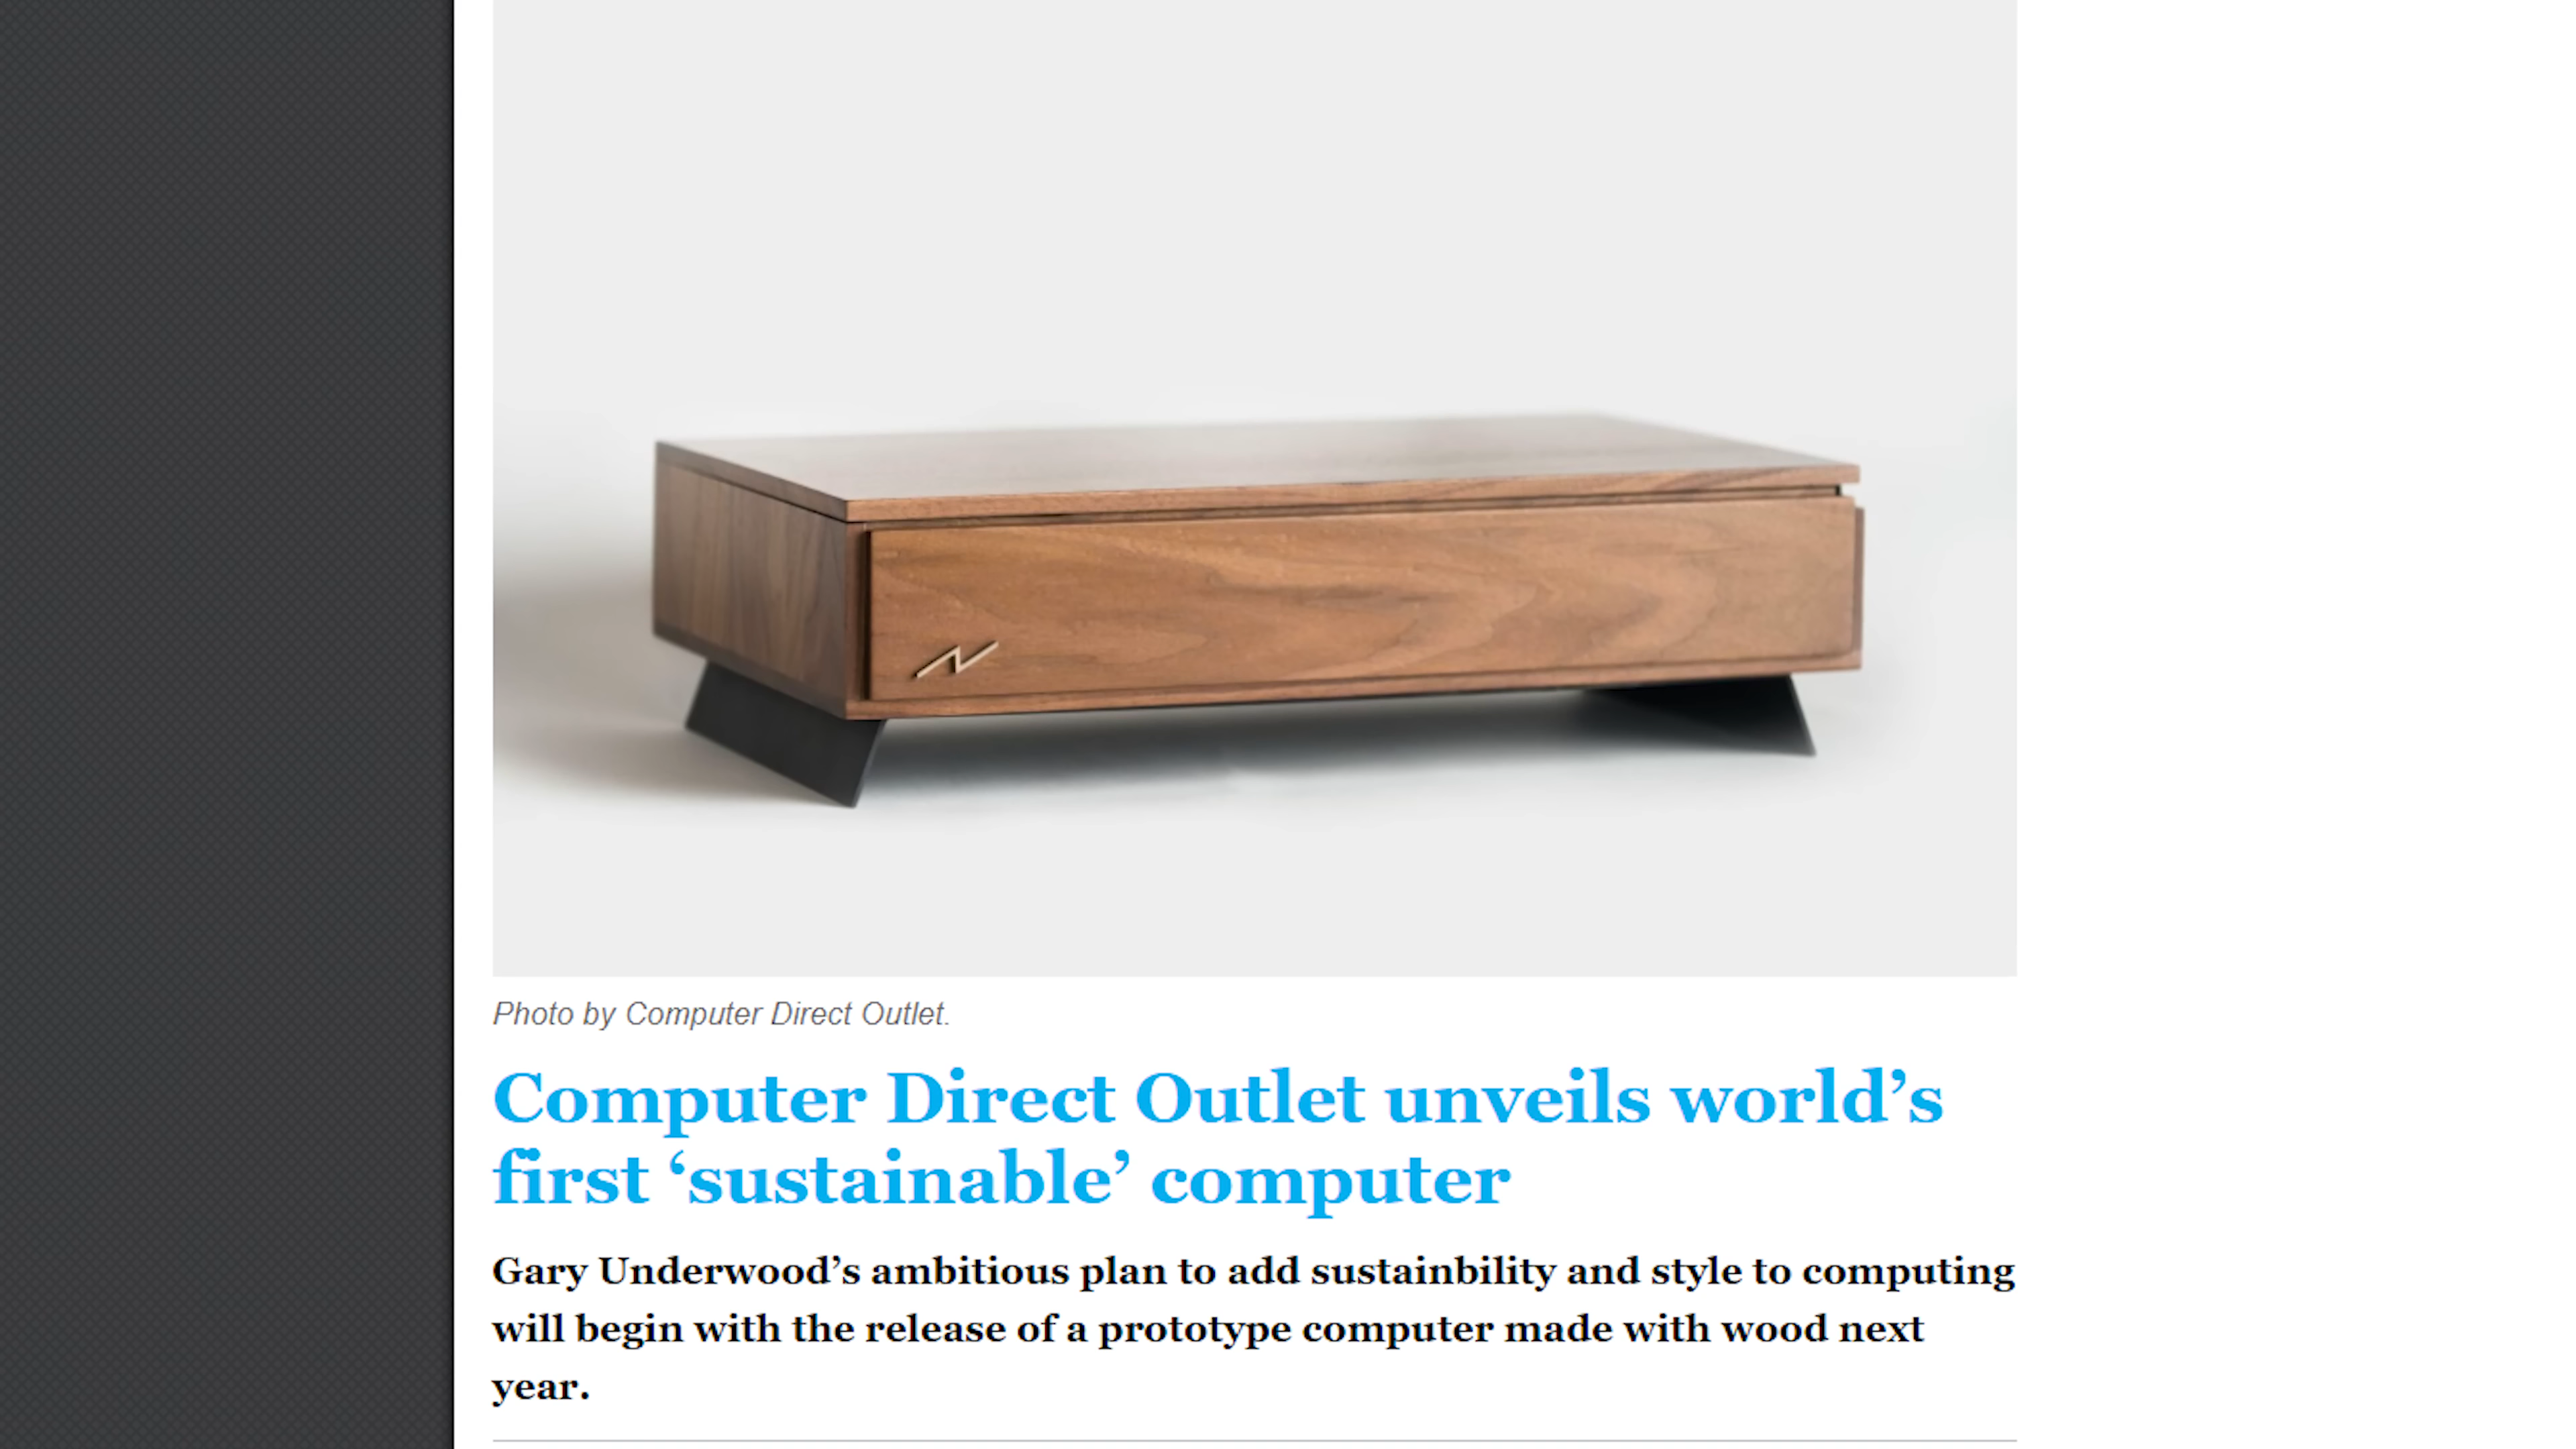 Photo by Computer Direct Outlet.
Computer Direct Outlet unveils world’s
first ‘sustainable’ computer
Gary Underwood’s ambitious plan to add sustainbility and style to computing
will begin with the release of a prototype computer made with wood next
year.